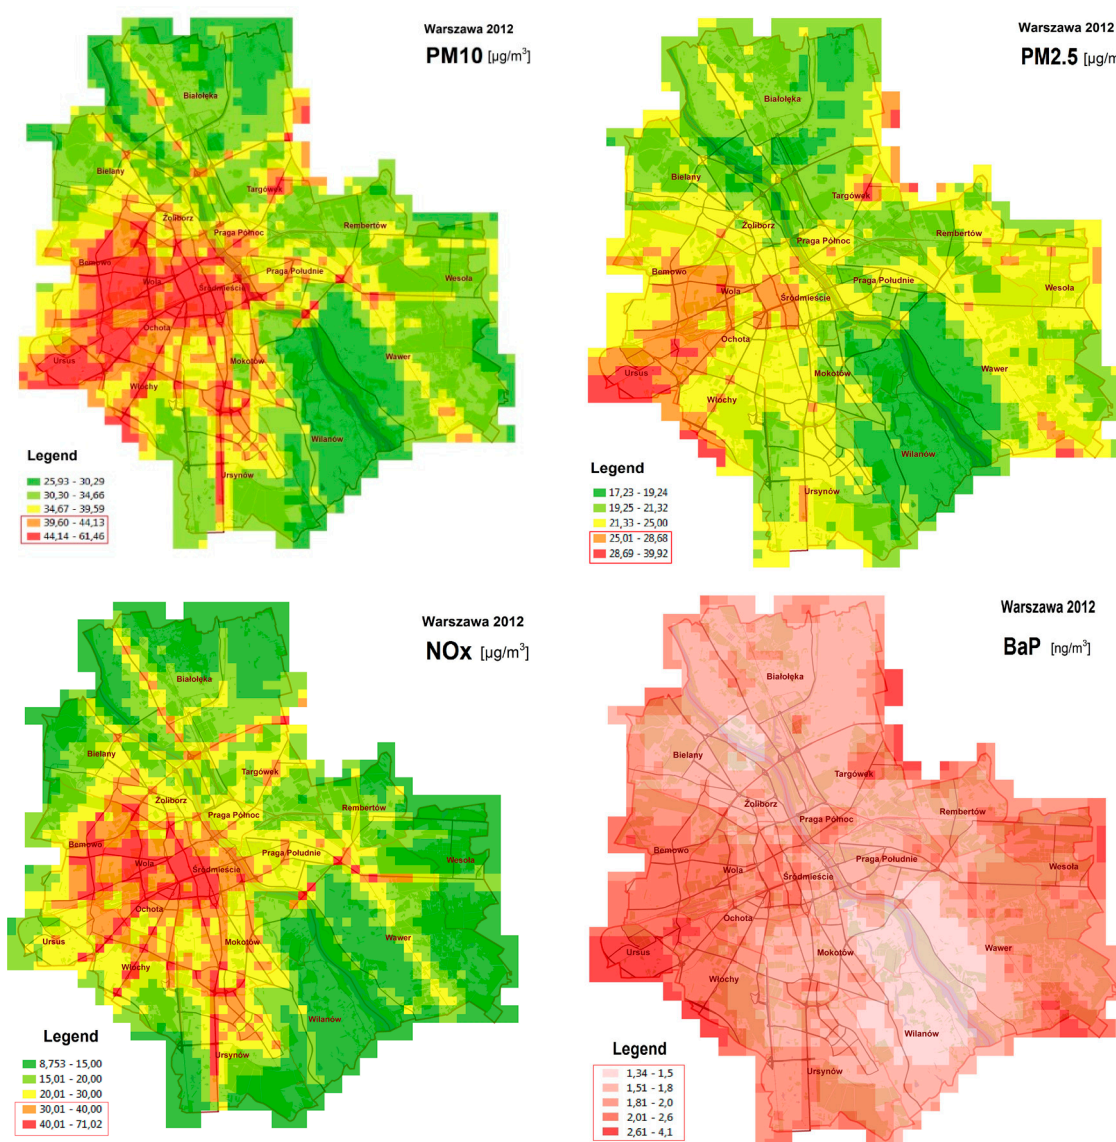 Warszawa 2012
PM10 [µg/m³]
Białołęka
Bielany
Targówek
Żoliborz
Praga Północ
Rembertów
Bemowo
Wola
Śródmieście
Praga Południe
Wesoła
Ochota
Ursus
Mokotów
Wawer
Włochy
Wilanów
Ursynów
Legend
25,93 - 30,29
30,30 - 34,66
34,67 - 39,59
39,60 - 44,13
44,14 - 61,46
Warszawa 2012
PM2.5 [µg/m
Białołęka
Bielany
Targówek
Żoliborz
Praga Północ
Rembertów
Bemowo
Wola
Śródmieście
Praga Południe
Wesoła
Ochota
Ursus
Mokotów
Wawer
Włochy
Wilanów
Ursynów
Legend
17,23 - 19,24
19,25 - 21,32
21,33 - 25,00
25,01 - 28,68
28,69 - 39,92
Warszawa 2012
NOx [µg/m³]
Białołęka
Bielany
Targówek
Żoliborz
Praga Północ
Rembertów
Bemowo
Wola
Śródmieście
Praga Południe
Wesoła
Ochota
Ursus
Mokotów
Wawer
Włochy
Wilanów
Ursynów
Legend
8,753 - 15,00
15,01 - 20,00
20,01 - 30,00
30,01 - 40,00
40,01 - 71,02
Warszawa 2012
BaP [ng/m³]
Białołęka
Bielany
Targówek
Żoliborz
Praga Północ
Rembertów
Bemowo
Wola
Śródmieście
Praga Południe
Wesoła
Ochota
Ursus
Mokotów
Wawer
Włochy
Wilanów
Ursynów
Legend
1,34 - 1,5
1,51 - 1,8
1,81 - 2,0
2,01 - 2,6
2,61 - 4,1